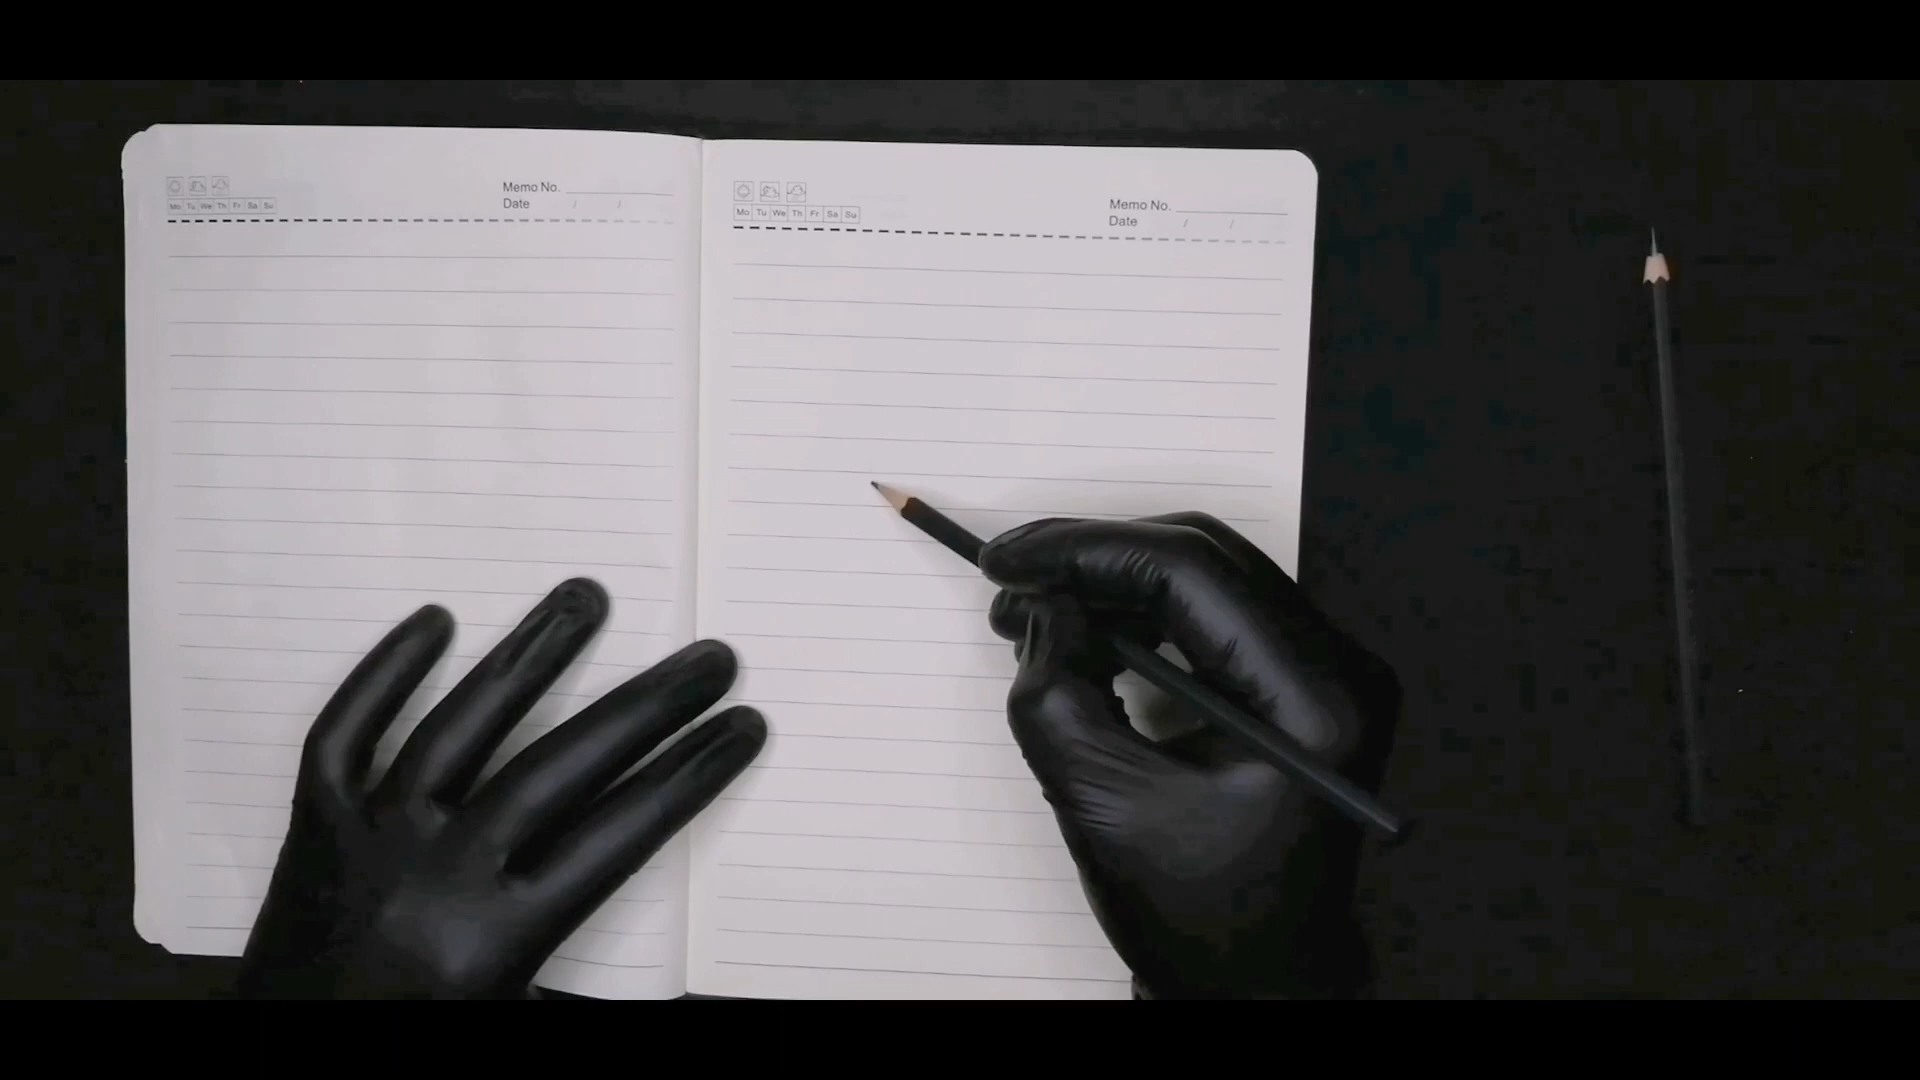 Memo No.
Mo Tu We Th Fr Sa Su
Date / /
Memo No.
Mo Tu We Th Fr Sa Su
Date / /